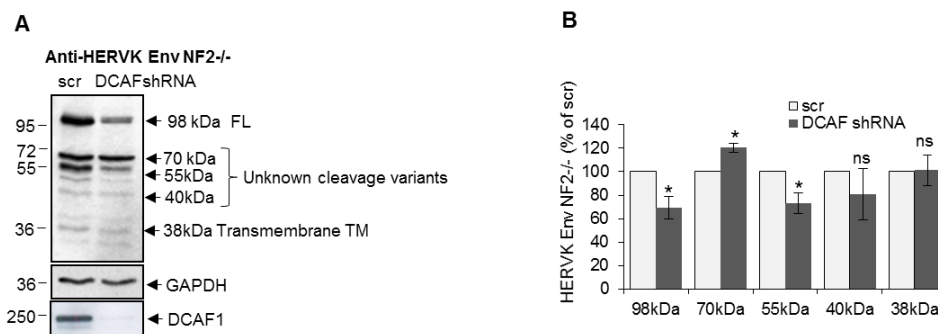 A
Anti-HERVK Env NF2-/-
scr DCAFshRNA
95
72
55
36
36
250
98 kDa FL
70 kDa
55kDa
40kDa
Unknown cleavage variants
38kDa Transmembrane TM
GAPDH
DCAF1
B
HERVK Env NF2-/- (% of scr)
scr
DCAF shRNA
140
120
100
80
60
40
20
0
*
*
*
ns
ns
98kDa 70kDa 55kDa 40kDa 38kDa